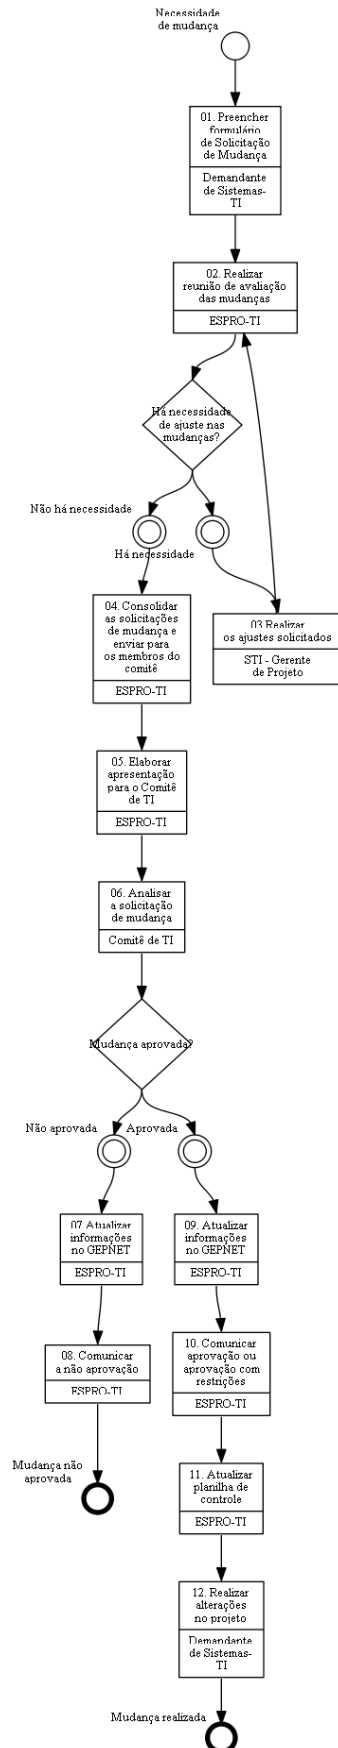 Necessidade
de mudança
01. Preencher
formulário
de Solicitação
de Mudança
Demandante
de Sistemas-
TI
02. Realizar
reunião de avaliação
das mudanças
ESPRO-TI
Há necessidade
de ajuste nas
mudanças?
Não há necessidade
Há necessidade
03 Realizar
os ajustes solicitados
STI - Gerente
de Projeto
04. Consolidar
as solicitações
de mudança e
enviar para
os membros do
comitê
ESPRO-TI
05. Elaborar
apresentação
para o Comitê
de TI
ESPRO-TI
06. Analisar
a solicitação
de mudança
Comitê de TI
Mudança aprovada?
Não aprovada
Aprovada
07 Atualizar
informações
no GEPNET
ESPRO-TI
09. Atualizar
informações
no GEPNET
ESPRO-TI
08. Comunicar
a não aprovação
ESPRO-TI
10. Comunicar
aprovação ou
aprovação com
restrições
ESPRO-TI
Mudança não
aprovada
11. Atualizar
planilha de
controle
ESPRO-TI
12. Realizar
alterações
no projeto
Demandante
de Sistemas-
TI
Mudança realizada